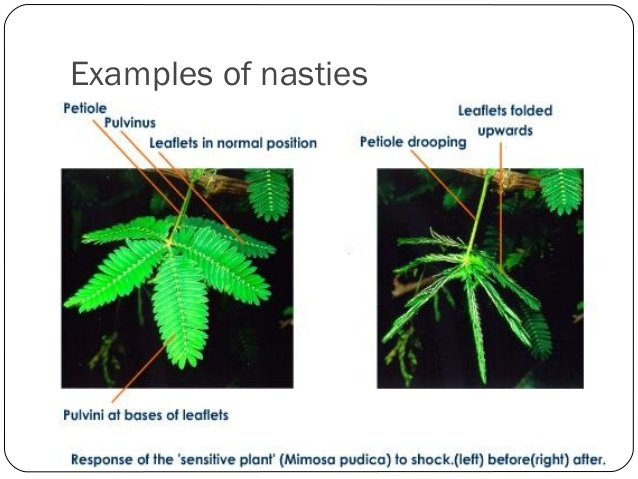 Examples of nasties
Petiole
Pulvinus
Leaflets in normal position
Leaflets folded
upwards
Petiole drooping
Pulvini at bases of leaflets
Response of the 'sensitive plant' (Mimosa pudica) to shock.(left) before(right) after.